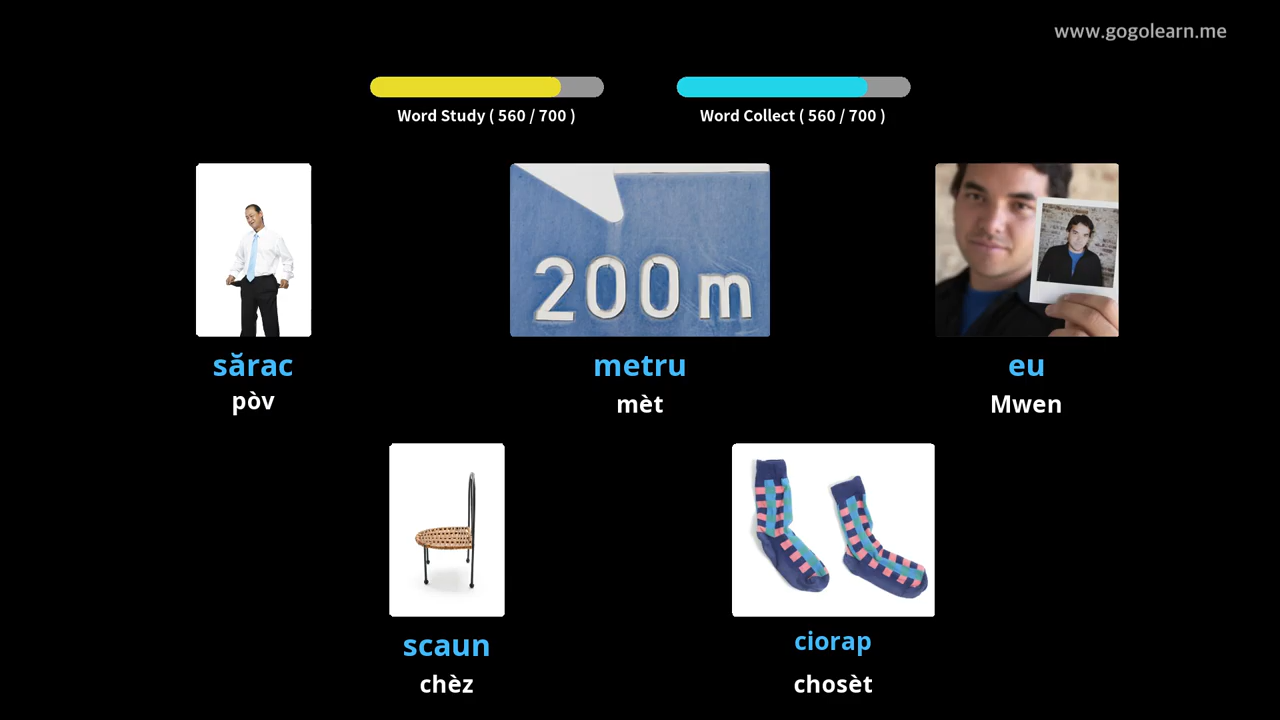 www.gogolearn.me
Word Study ( 560 / 700 )
Word Collect ( 560 / 700 )
200 m
sărac
metru
eu
pòv
mèt
Mwen
scaun
ciorap
chèz
chosèt